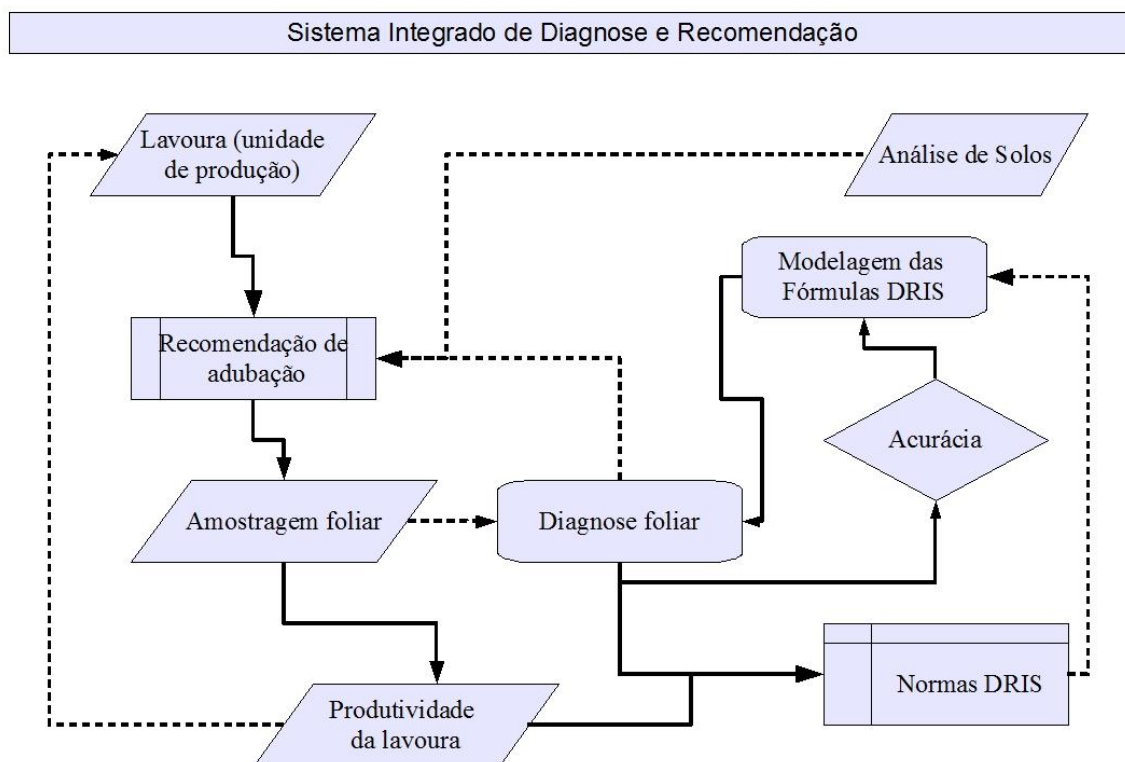 Sistema Integrado de Diagnose e Recomendação
Lavoura (unidade
de produção)
Análise de Solos
Modelagem das
Fórmulas DRIS
Recomendação de
adubação
Acurácia
Amostragem foliar
Diagnose foliar
Normas DRIS
Produtividade
da lavoura